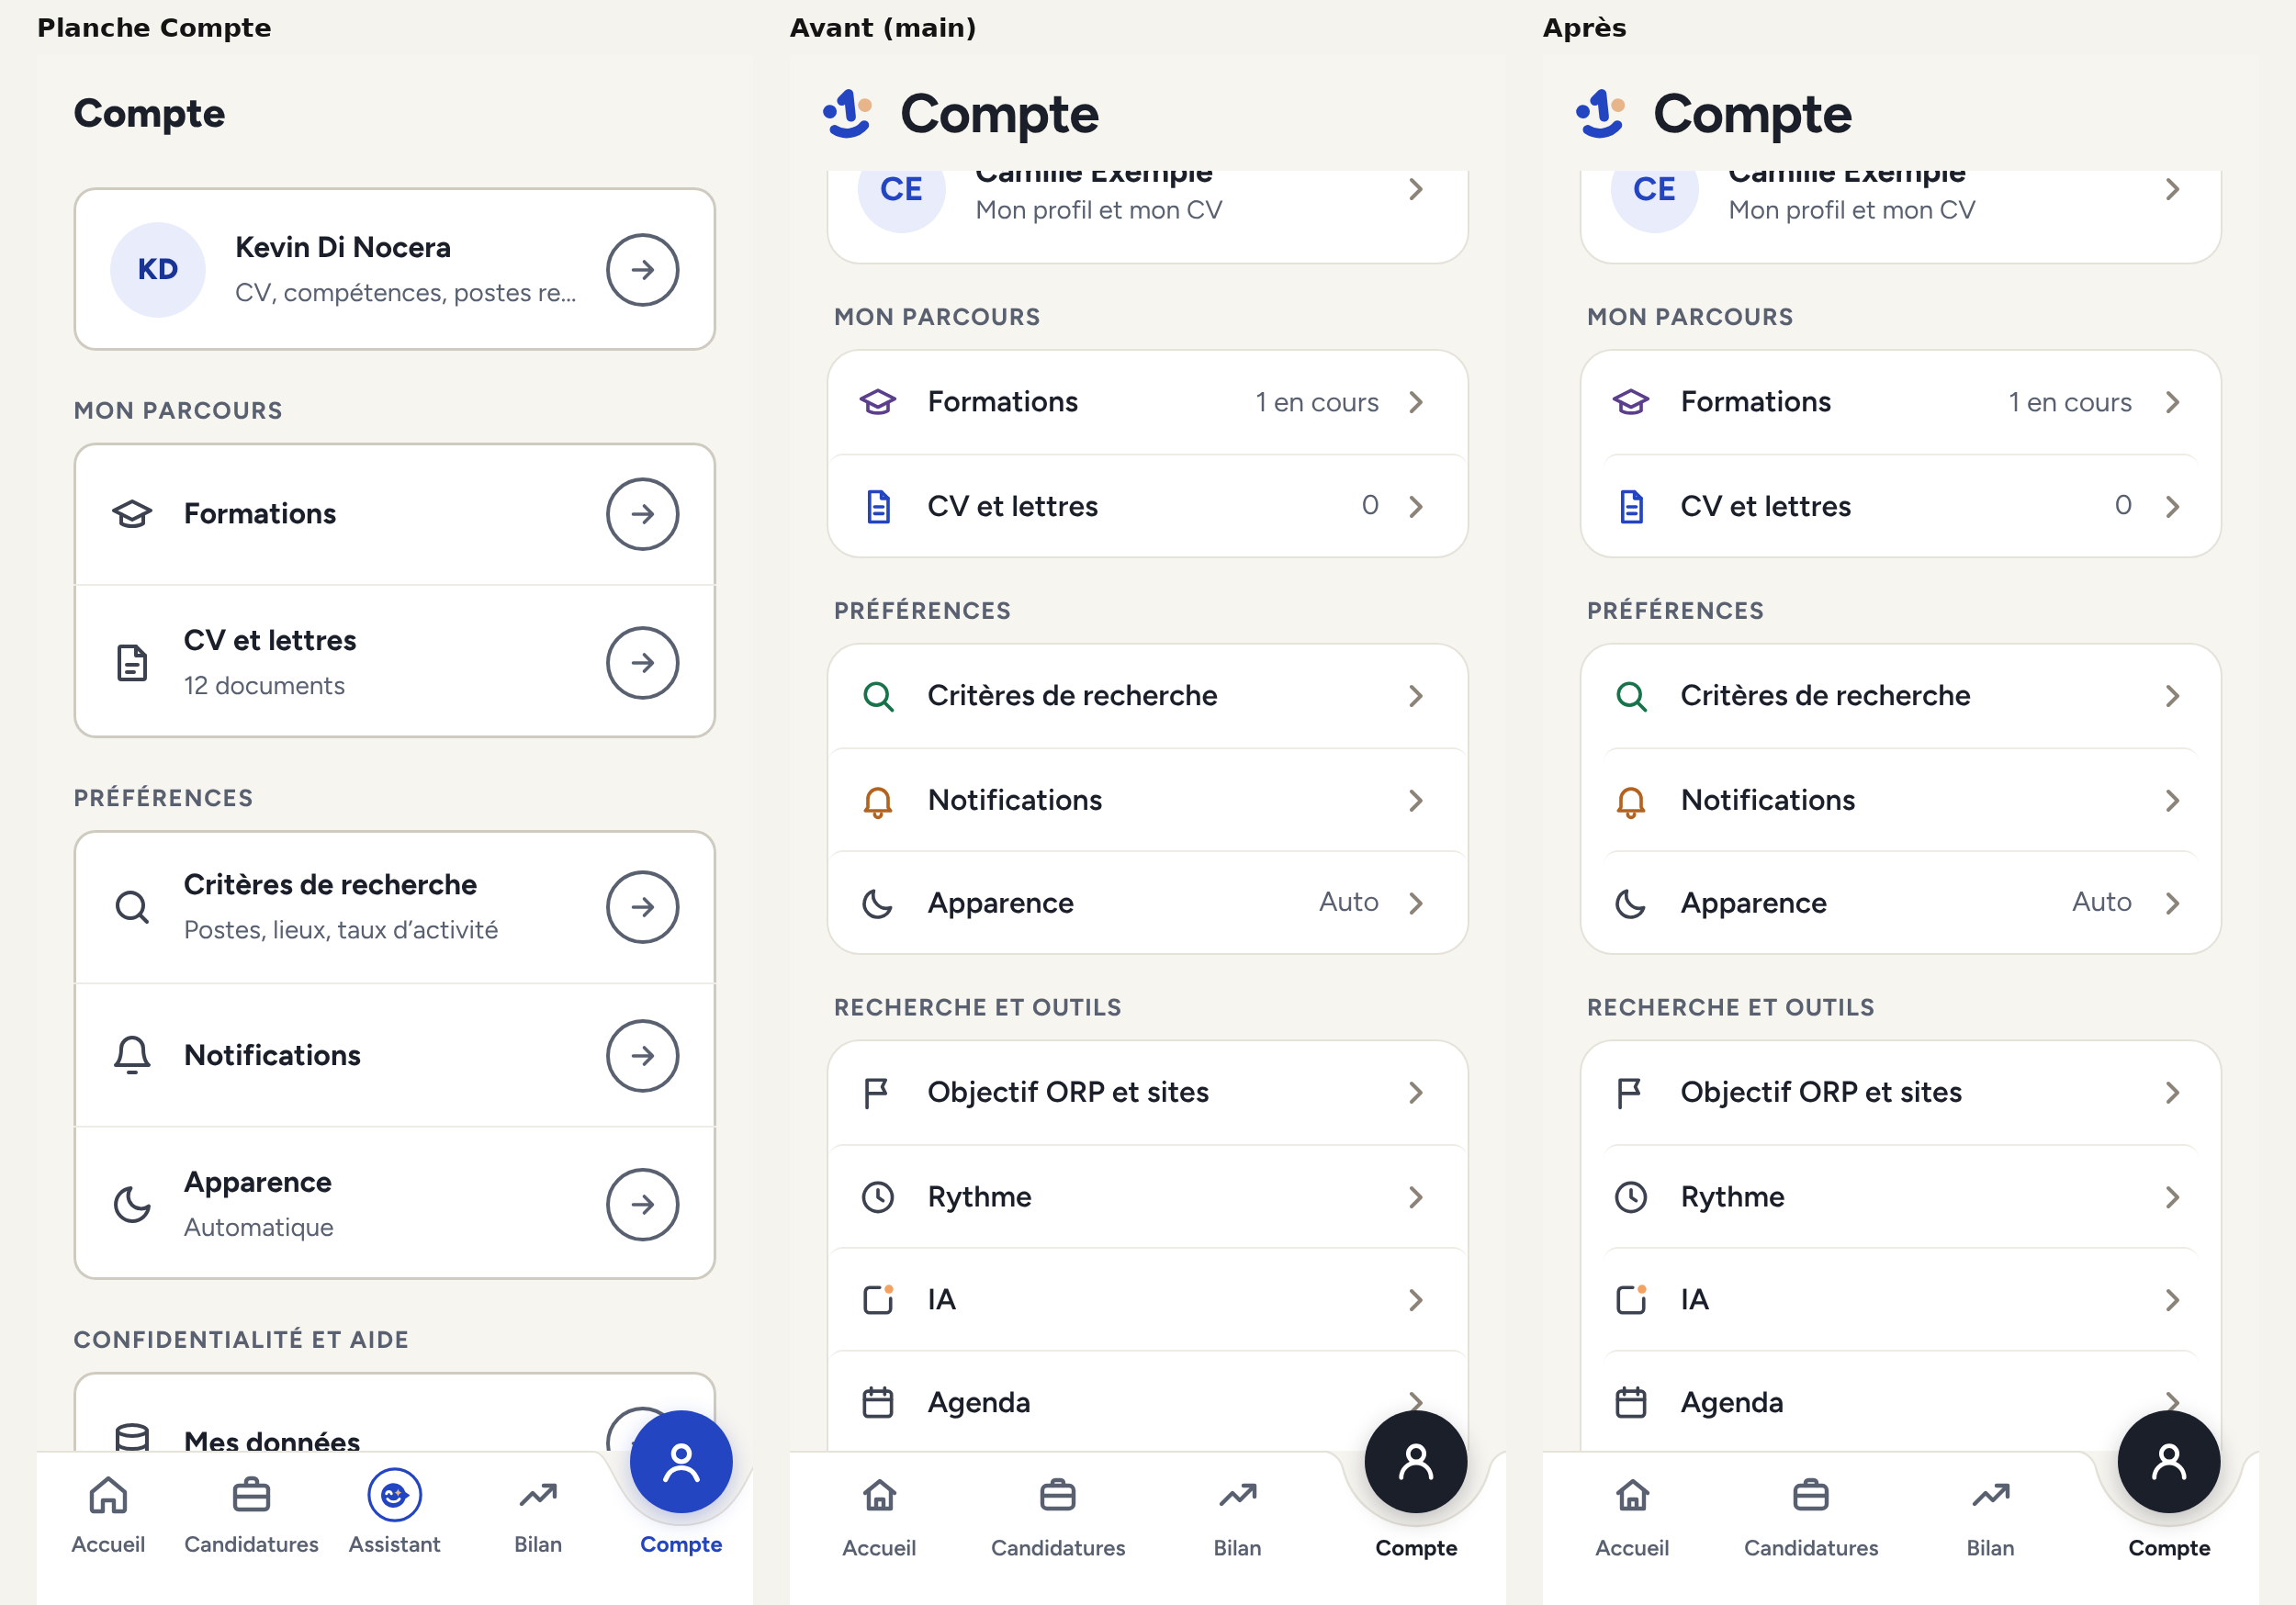 Planche Compte
Compte
KD
Kevin Di Nocera
CV, compétences, postes re...
MON PARCOURS
Formations
CV et lettres
12 documents
PRÉFÉRENCES
Critères de recherche
Postes, lieux, taux d’activité
Notifications
Apparence
Automatique
CONFIDENTIALITÉ ET AIDE
Mes données
Accueil
Candidatures
Assistant
Bilan
Compte
Avant (main)
Compte
CE
Camille Exemple
Mon profil et mon CV
MON PARCOURS
Formations
1 en cours
CV et lettres
0
PRÉFÉRENCES
Critères de recherche
Notifications
Apparence
Auto
RECHERCHE ET OUTILS
Objectif ORP et sites
Rythme
IA
Agenda
Accueil
Candidatures
Bilan
Compte
Après
Compte
CE
Camille Exemple
Mon profil et mon CV
MON PARCOURS
Formations
1 en cours
CV et lettres
0
PRÉFÉRENCES
Critères de recherche
Notifications
Apparence
Auto
RECHERCHE ET OUTILS
Objectif ORP et sites
Rythme
IA
Agenda
Accueil
Candidatures
Bilan
Compte